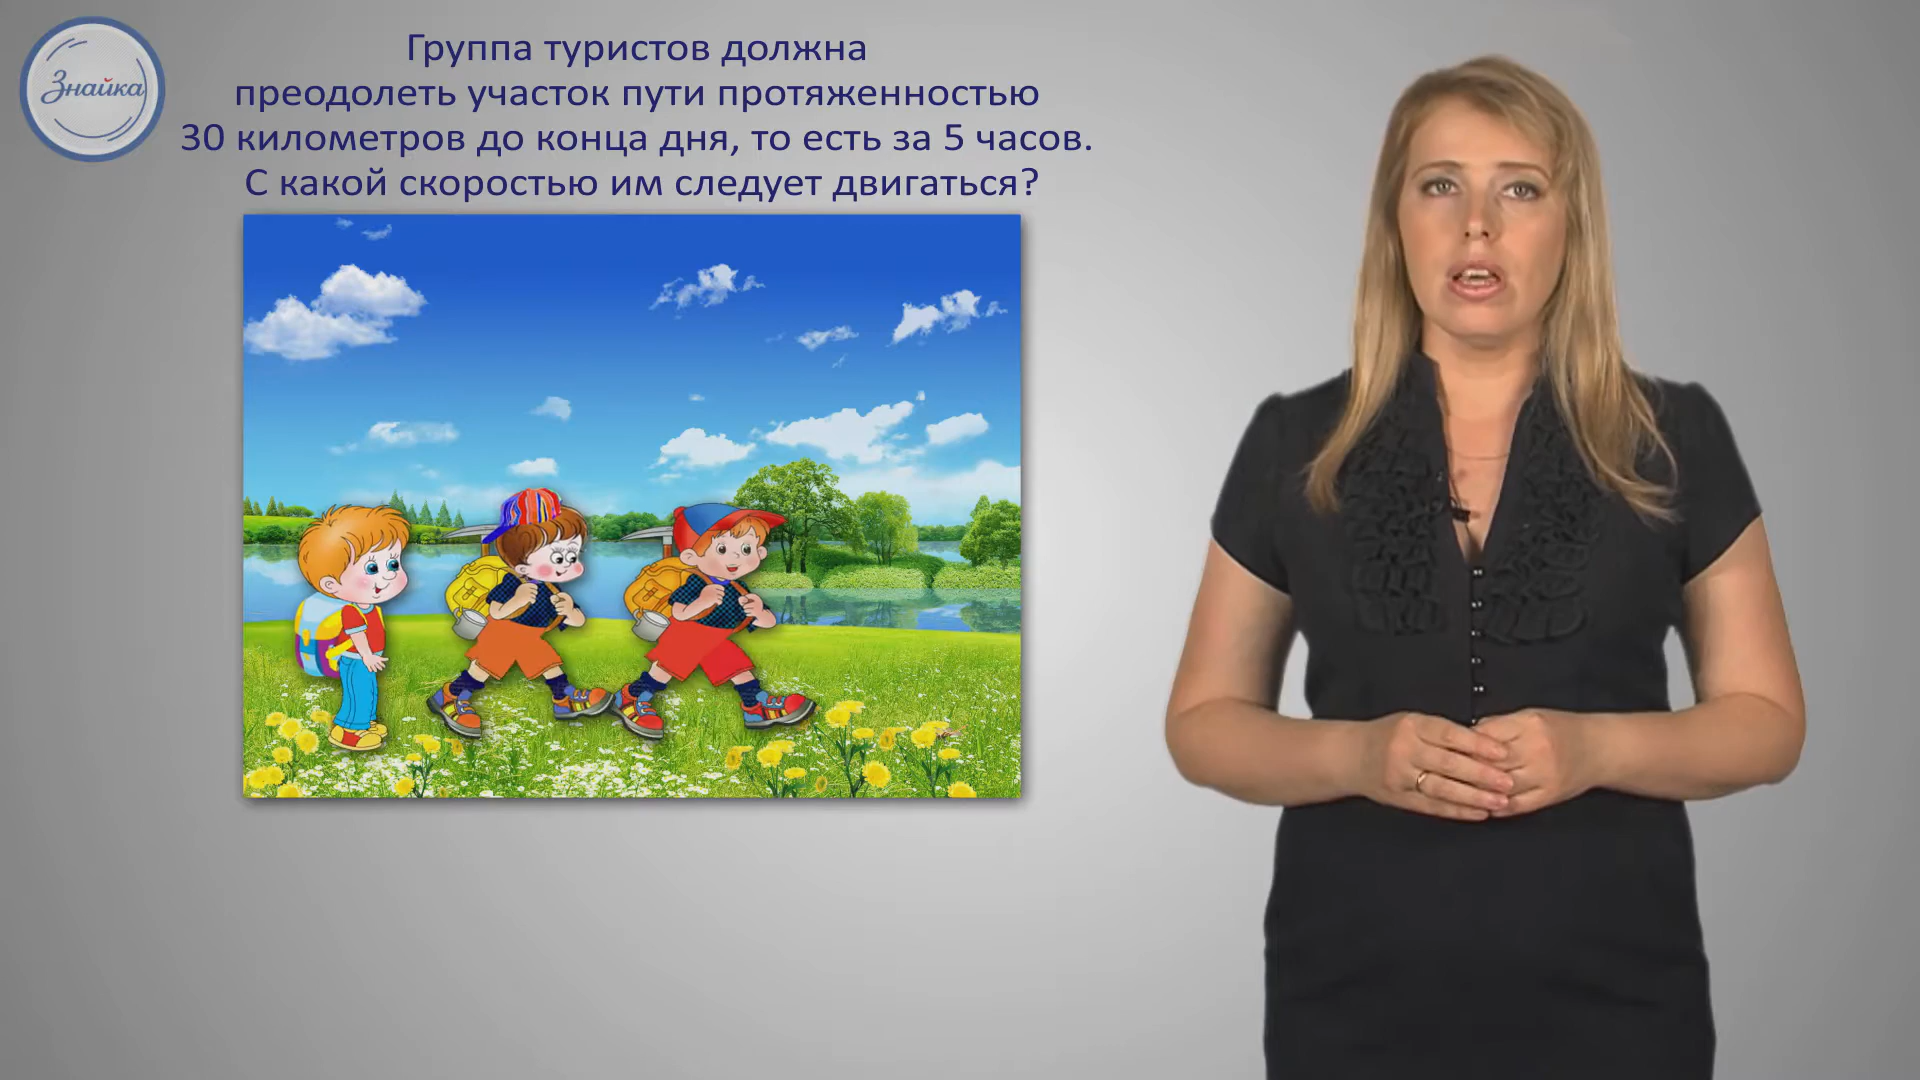 Знайка
Группа туристов должна
преодолеть участок пути протяженностью
30 километров до конца дня, то есть за 5 часов.
С какой скоростью им следует двигаться?